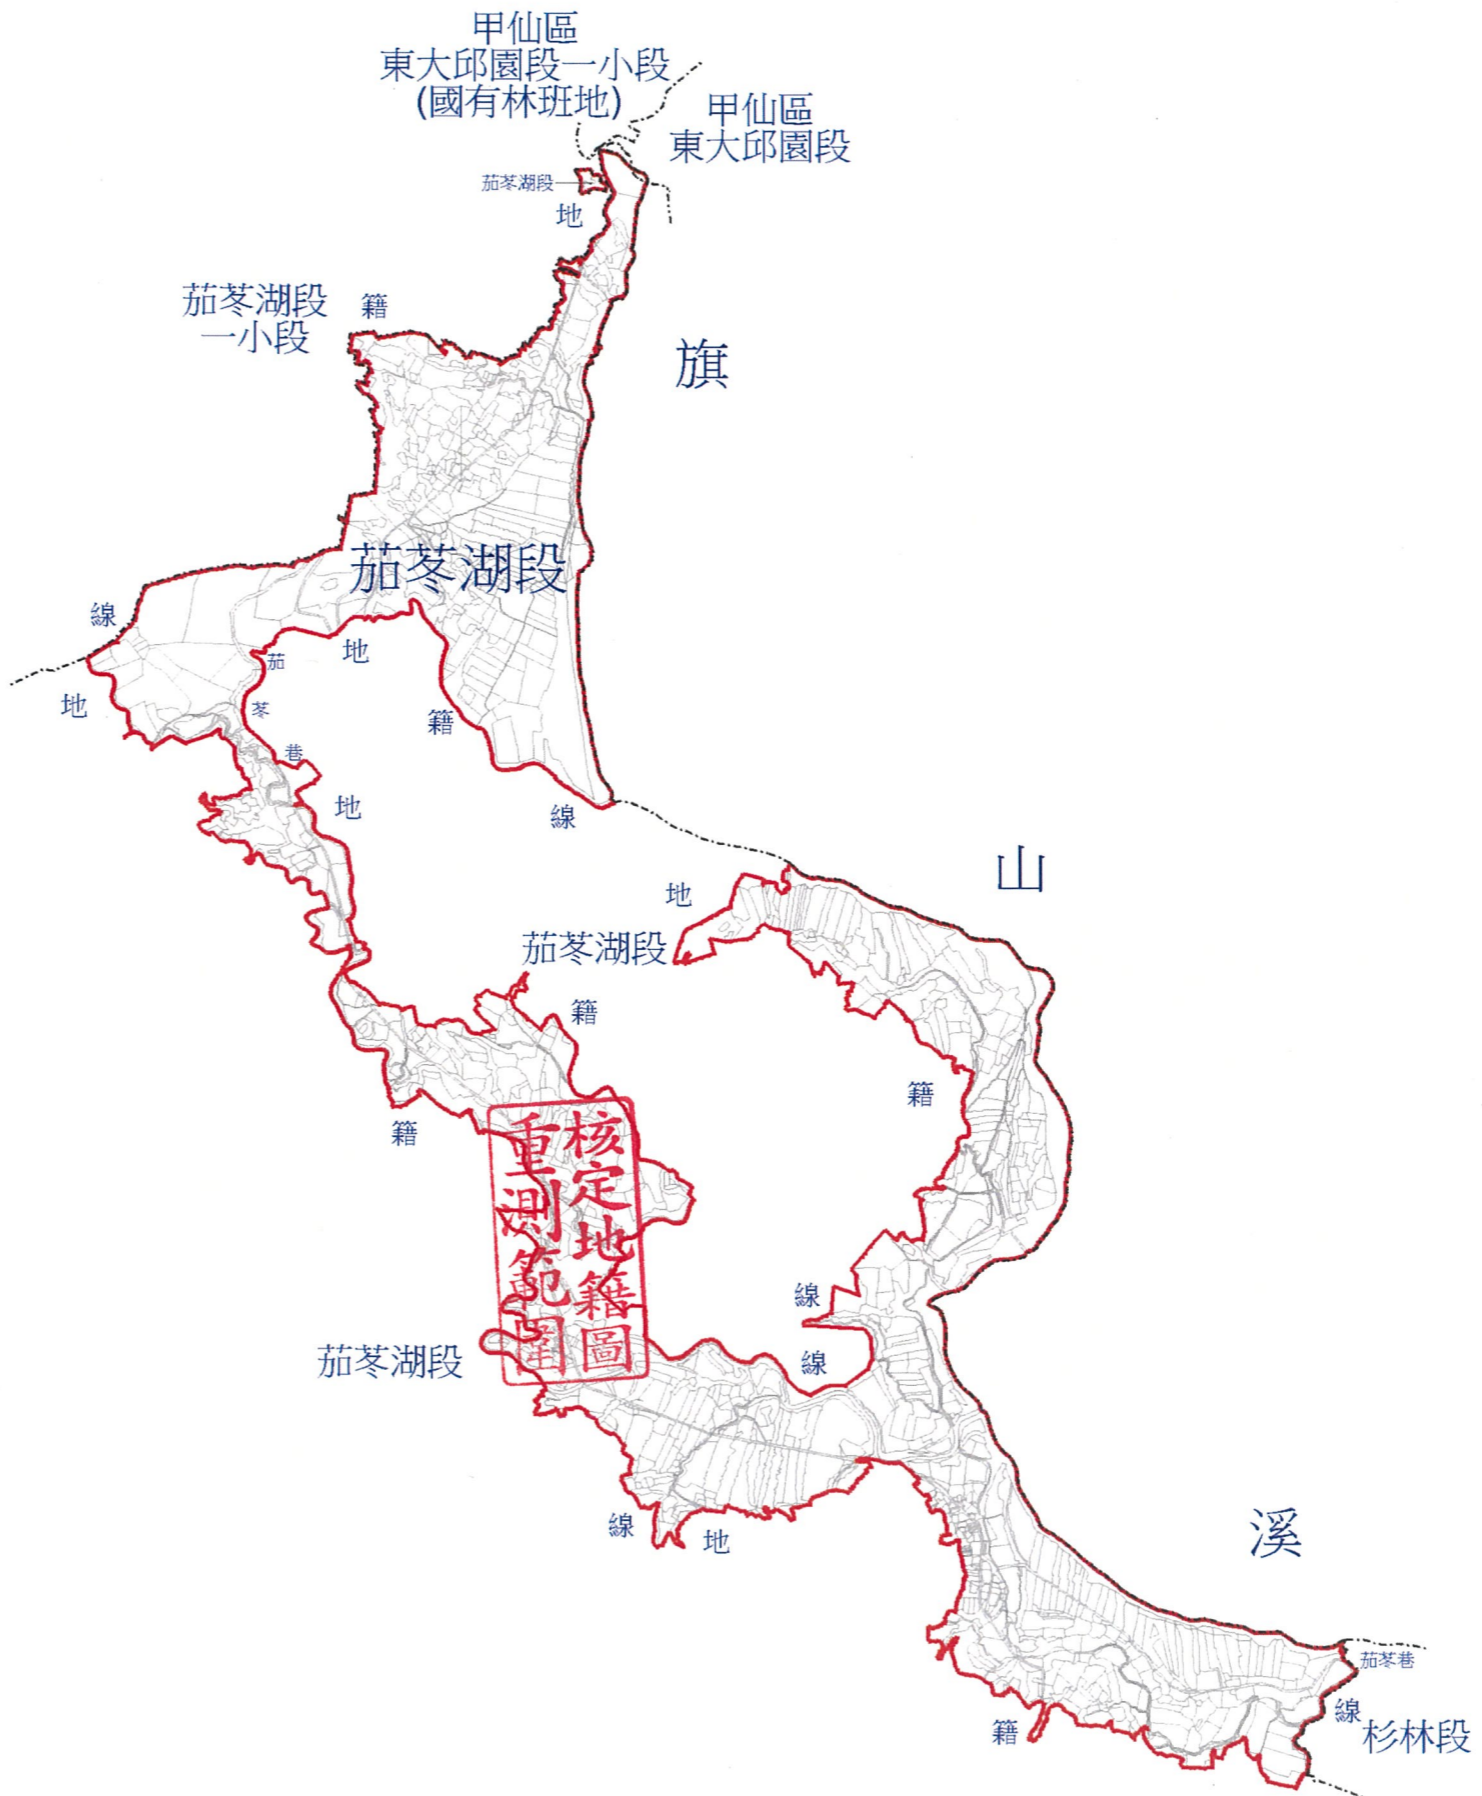 甲仙區
東大邱園段一小段
(國有林班地)
甲仙區
東大邱園段
茄苳湖段
地
茄苳湖段
一小段
籍
旗
茄苳湖段
線
地
茄
地
苳
籍
巷
地
線
山
地
茄苳湖段
籍
籍
籍
核定地籍圖
重測範圍
線
線
茄苳湖段
線
地
溪
茄苳巷
線
籍
杉林段